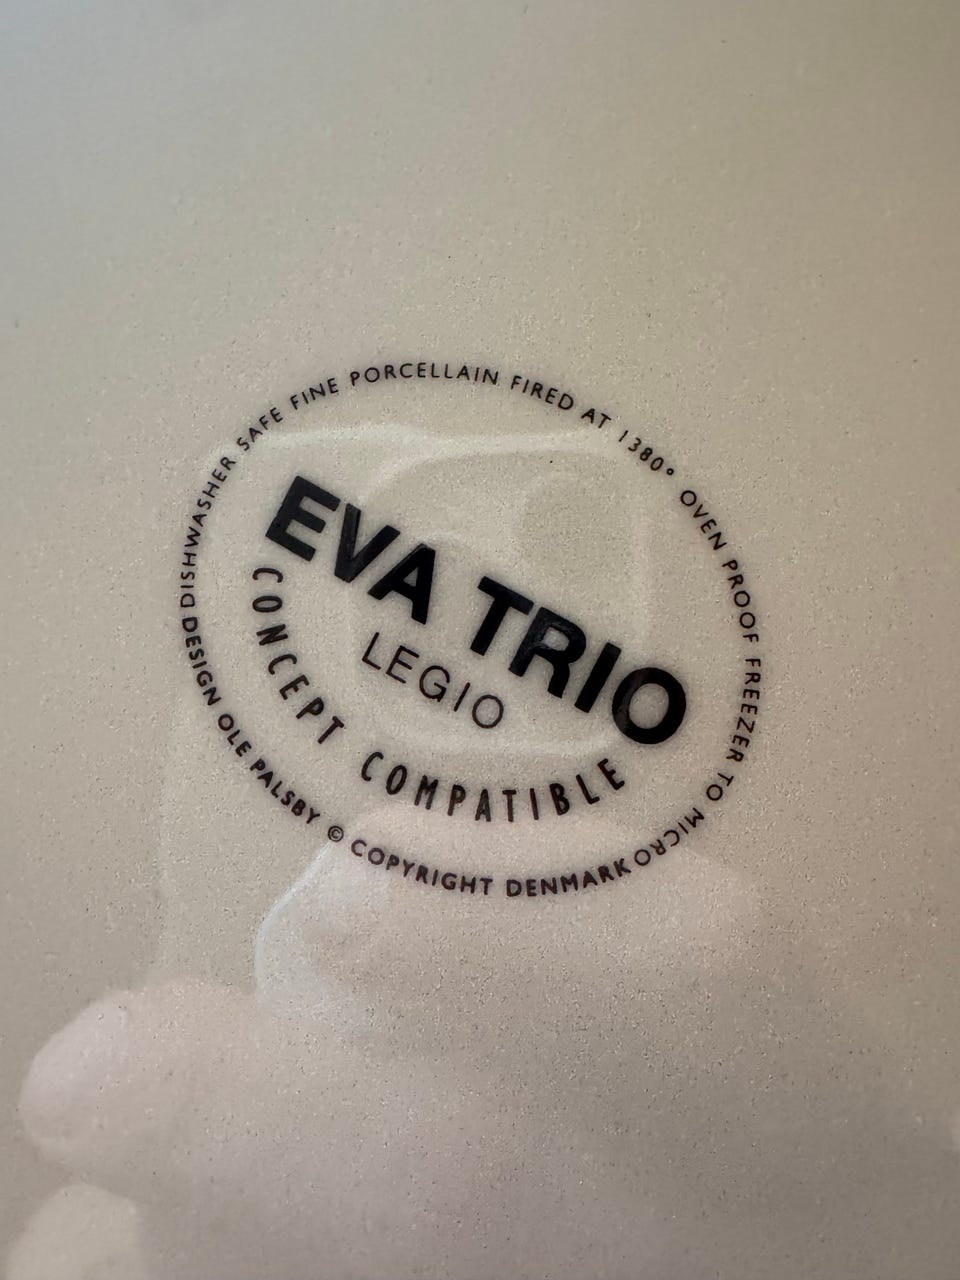 DISHWASHER SAFE FINE PORCELLAIN FIRED AT 1380° OVEN PROOF FREEZER TO MICRO
EVA TRIO
LEGIO
CONCEPT COMPATIBLE
DESIGN OLE PALSBY © COPYRIGHT DENMARK